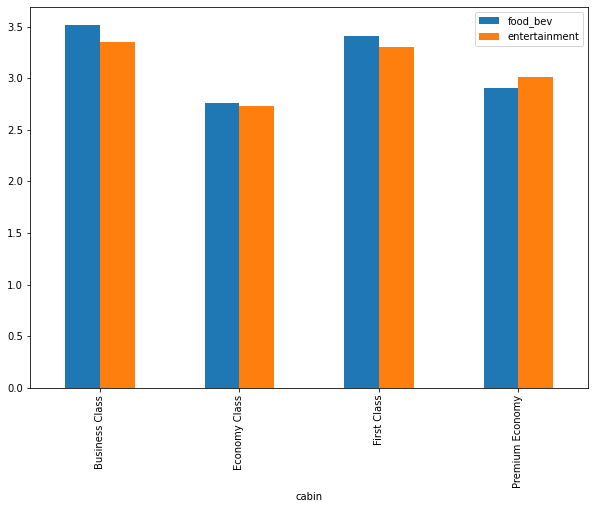 3.5
3.0
2.5
2.0
1.5
1.0
0.5
0.0
food_bev
entertainment
Business Class
Economy Class
First Class
Premium Economy
cabin